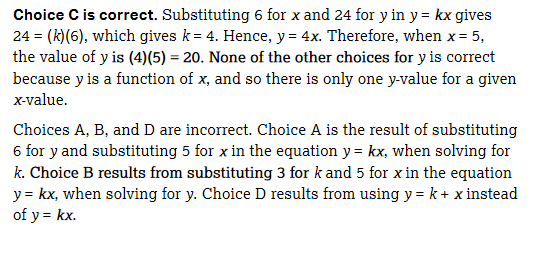 Choice C is correct. Substituting 6 for x and 24 for y in y = kx gives
24 = (k)(6), which gives k = 4. Hence, y = 4x. Therefore, when x = 5,
the value of y is (4)(5) = 20. None of the other choices for y is correct
because y is a function of x, and so there is only one y-value for a given
x-value.
Choices A, B, and D are incorrect. Choice A is the result of substituting
6 for y and substituting 5 for x in the equation y = kx, when solving for
k. Choice B results from substituting 3 for k and 5 for x in the equation
y = kx, when solving for y. Choice D results from using y = k + x instead
of y = kx.